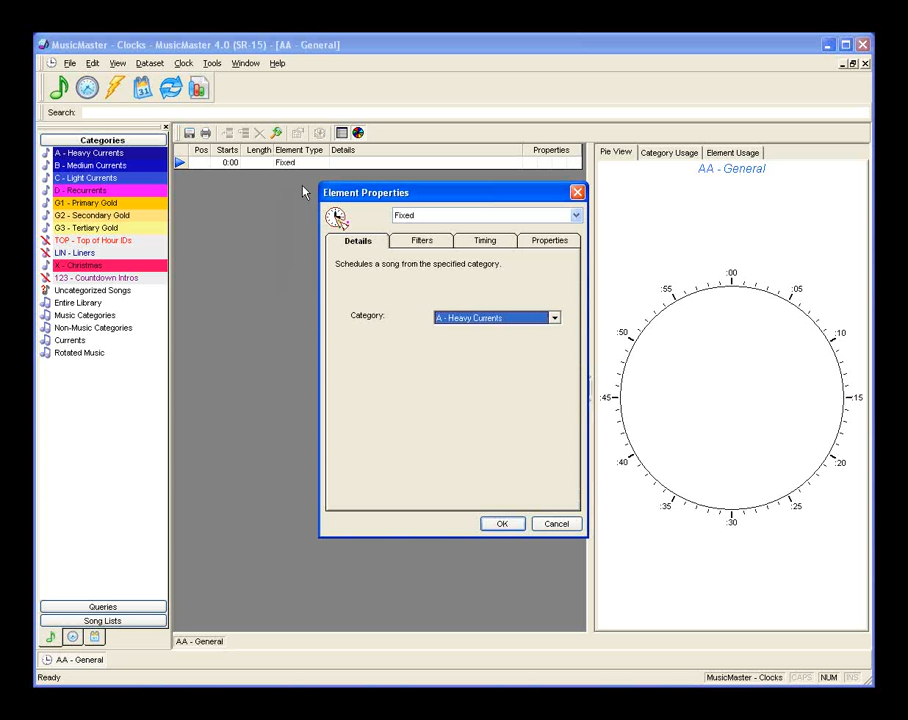 MusicMaster - Clocks - MusicMaster 4.0 (SR-15) - [AA - General]
File Edit View Dataset Clock Tools Window Help
31
Search:
Categories
A - Heavy Currents
B - Medium Currents
C - Light Currents
D - Recurrents
G1 - Primary Gold
G2 - Secondary Gold
G3 - Tertiary Gold
TOP - Top of Hour IDs
LIN - Liners
X - Christmas
123 - Countdown Intros
Uncategorized Songs
Entire Library
Music Categories
Non-Music Categories
Currents
Rotated Music
Queries
Song Lists
Pos Starts Length Element Type Details Properties
0:00 Fixed
Element Properties
Fixed
Details Filters Timing Properties
Schedules a song from the specified category.
Category: A - Heavy Currents
OK Cancel
Pie View Category Usage Element Usage
AA - General
:00
:05
:10
:15
:20
:25
:30
:35
:40
:45
:50
:55
AA - General
AA - General
Ready MusicMaster - Clocks CAPS NUM INS